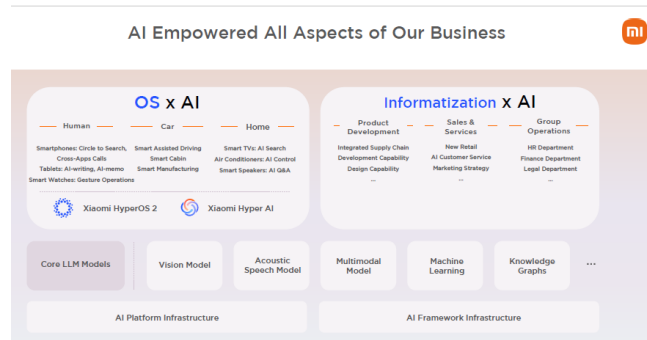 AI Empowered All Aspects of Our Business
mi
OS x AI
Human
Car
Home
Smartphones: Circle to Search,
Cross-Apps Calls
Tablets: AI-writing, AI-memo
Smart Watches: Gesture Operations
Smart Assisted Driving
Smart Cabin
Smart Manufacturing
Smart TVs: AI Search
Air Conditioners: AI Control
Smart Speakers: AI Q&A
Xiaomi HyperOS 2
Xiaomi Hyper AI
Informatization x AI
Product
Development
Sales &
Services
Group
Operations
Integrated Supply Chain
Development Capability
Design Capability
...
New Retail
AI Customer Service
Marketing Strategy
...
HR Department
Finance Department
Legal Department
...
Core LLM Models
Vision Model
Acoustic
Speech Model
Multimodal
Model
Machine
Learning
Knowledge
Graphs
...
AI Platform Infrastructure
AI Framework Infrastructure